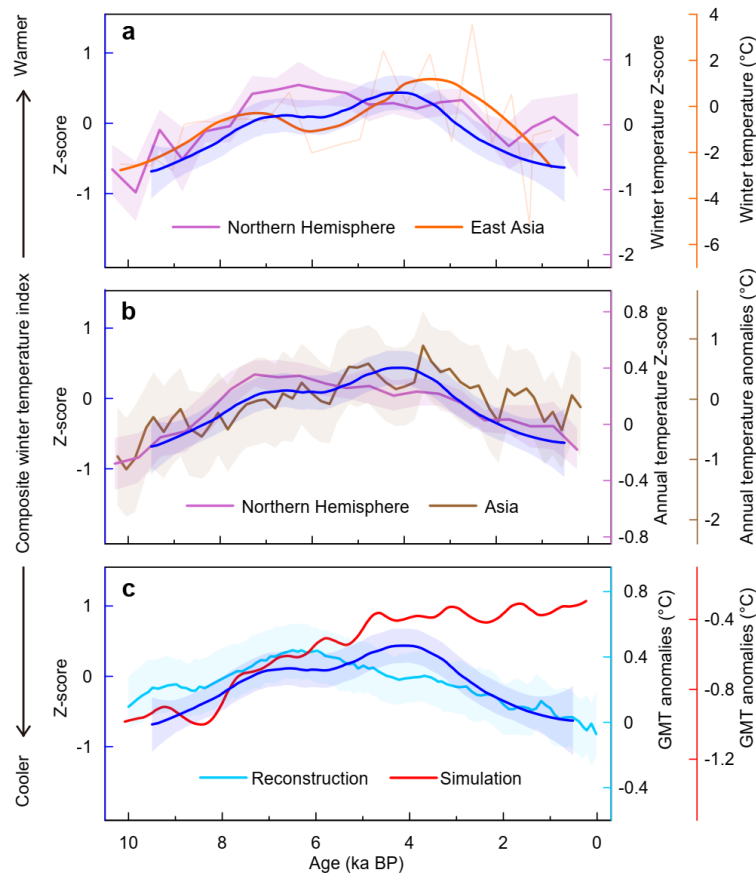 Warmer
Composite winter temperature index
Cooler
a
1
0
-1
Z-score
Northern Hemisphere
East Asia
1
0
-1
-2
Winter temperature Z-score
4
2
0
-2
-4
-6
Winter temperature (°C)
b
1
0
-1
Z-score
Northern Hemisphere
Asia
0.8
0.4
0
-0.4
-0.8
Annual temperature Z-score
1
0
-1
-2
Annual temperature anomalies (°C)
c
1
0
-1
Z-score
Reconstruction
Simulation
0.8
0.4
0
-0.4
GMT anomalies (°C)
-0.4
-0.8
-1.2
GMT anomalies (°C)
10
8
6
4
2
0
Age (ka BP)